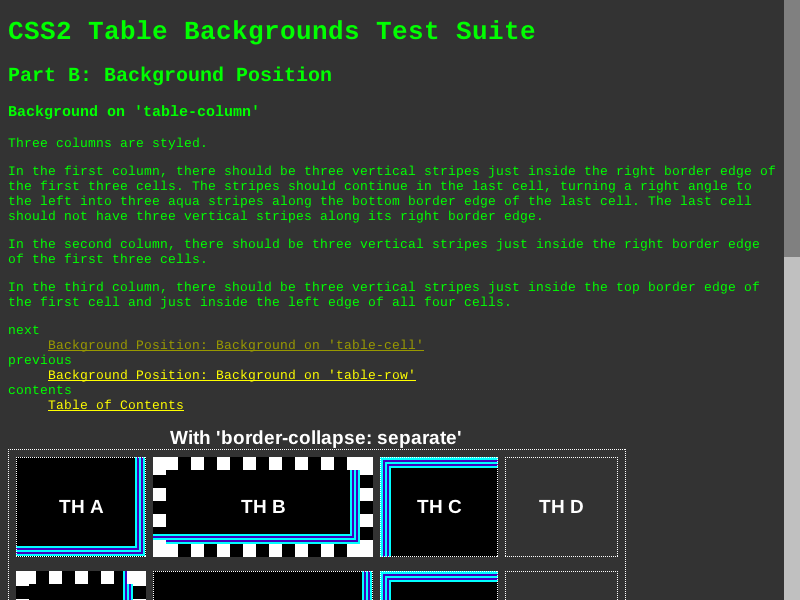 CSS2 Table Backgrounds Test Suite
Part B: Background Position
Background on 'table-column'
Three columns are styled.
In the first column, there should be three vertical stripes just inside the right border edge of
the first three cells. The stripes should continue in the last cell, turning a right angle to
the left into three aqua stripes along the bottom border edge of the last cell. The last cell
should not have three vertical stripes along its right border edge.
In the second column, there should be three vertical stripes just inside the right border edge
of the first three cells.
In the third column, there should be three vertical stripes just inside the top border edge of
the first cell and just inside the left edge of all four cells.
next
Background Position: Background on 'table-cell'
previous
Background Position: Background on 'table-row'
contents
Table of Contents
With 'border-collapse: separate'
TH A TH B TH C TH D